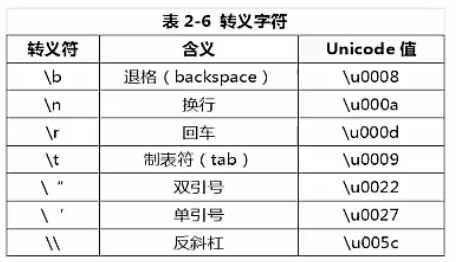 表 2-6 转义字符
转义符 含义 Unicode 值
\b 退格（backspace） \u0008
\n 换行 \u000a
\r 回车 \u000d
\t 制表符（tab） \u0009
\ “ 双引号 \u0022
\ ‘ 单引号 \u0027
\\ 反斜杠 \u005c